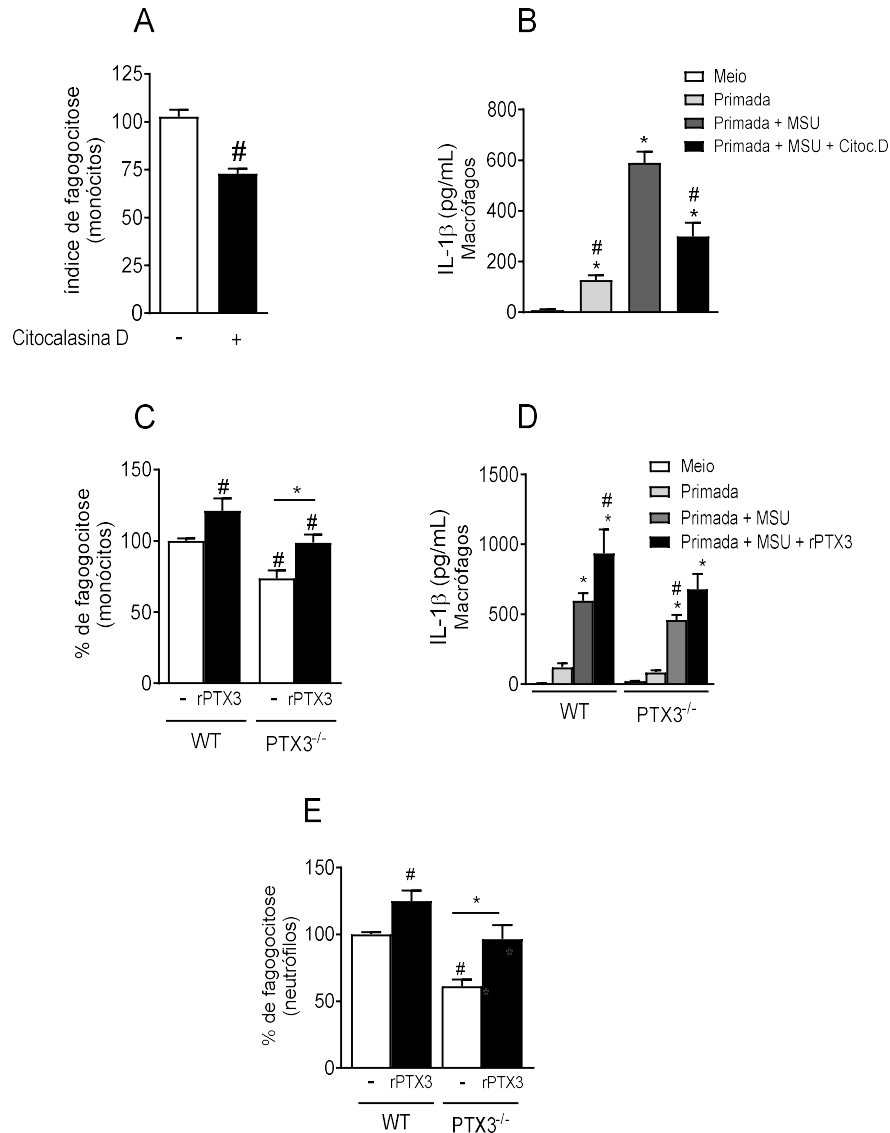 A
índice de fagogocitose
(monócitos)
125
100
75
50
25
0
#
Citocalasina D
-
+
B
Meio
Primada
Primada + MSU
Primada + MSU + Citoc.D
IL-1β (pg/mL)
Macrófagos
800
600
400
200
0
#
*
*
#
*
C
% de fagogocitose
(monócitos)
150
100
50
0
#
*
#
#
- rPTX3
- rPTX3
WT
PTX3-/-
D
Meio
Primada
Primada + MSU
Primada + MSU + rPTX3
IL-1β (pg/mL)
Macrófagos
1500
1000
500
0
#
*
*
*
#
*
WT
PTX3-/-
E
% de fagogocitose
(neutrófilos)
150
100
50
0
#
*
#
*
*
- rPTX3
- rPTX3
WT
PTX3-/-